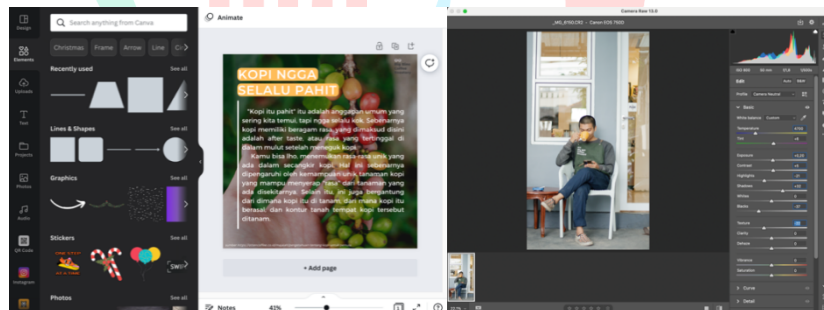 Design
Search anything from Canva
Elements
Christmas Frame Arrow Line
Recently used See all
Uploads
Text
Lines & Shapes See all
Projects
Photos
Graphics See all
Audio
QR Code
Stickers See all
Instagram
Photos See all
Animate
KOPI NGGA
SELALU PAHIT
"Kopi itu pahit" itu adalah anggapan umum yang
sering kita temui, tapi ngga selalu kok. Sebenarnya
kopi memiliki beragam rasa, yang dimaksud disini
adalah after taste atau rasa yang tertinggal di
dalam mulut setelah meneguk kopi.
Kamu bisa lho, menemukan rasa-rasa unik yang
ada dalam secangkir kopi. Hal ini sebenarnya
dipengaruhi oleh kemampuan unik tanaman kopi
yang mampu menyerap "rasa" dari tanaman yang
ada disekitarnya. Selain itu, ini juga bergantung
dari dimana kopi itu di tanam, dari mana kopi itu
berasal, dan kontur tanah tempat kopi tersebut
ditanam.
+ Add page
Notes 42%
Camera Raw 13.0
Edit Auto B&W
Profile Camera Neutral
Basic
White balance Custom
Temperature
Tint
Exposure
Contrast
Highlights
Shadows
Whites
Blacks
Texture
Clarity
Dehaze
Vibrance
Saturation
Curve
Detail